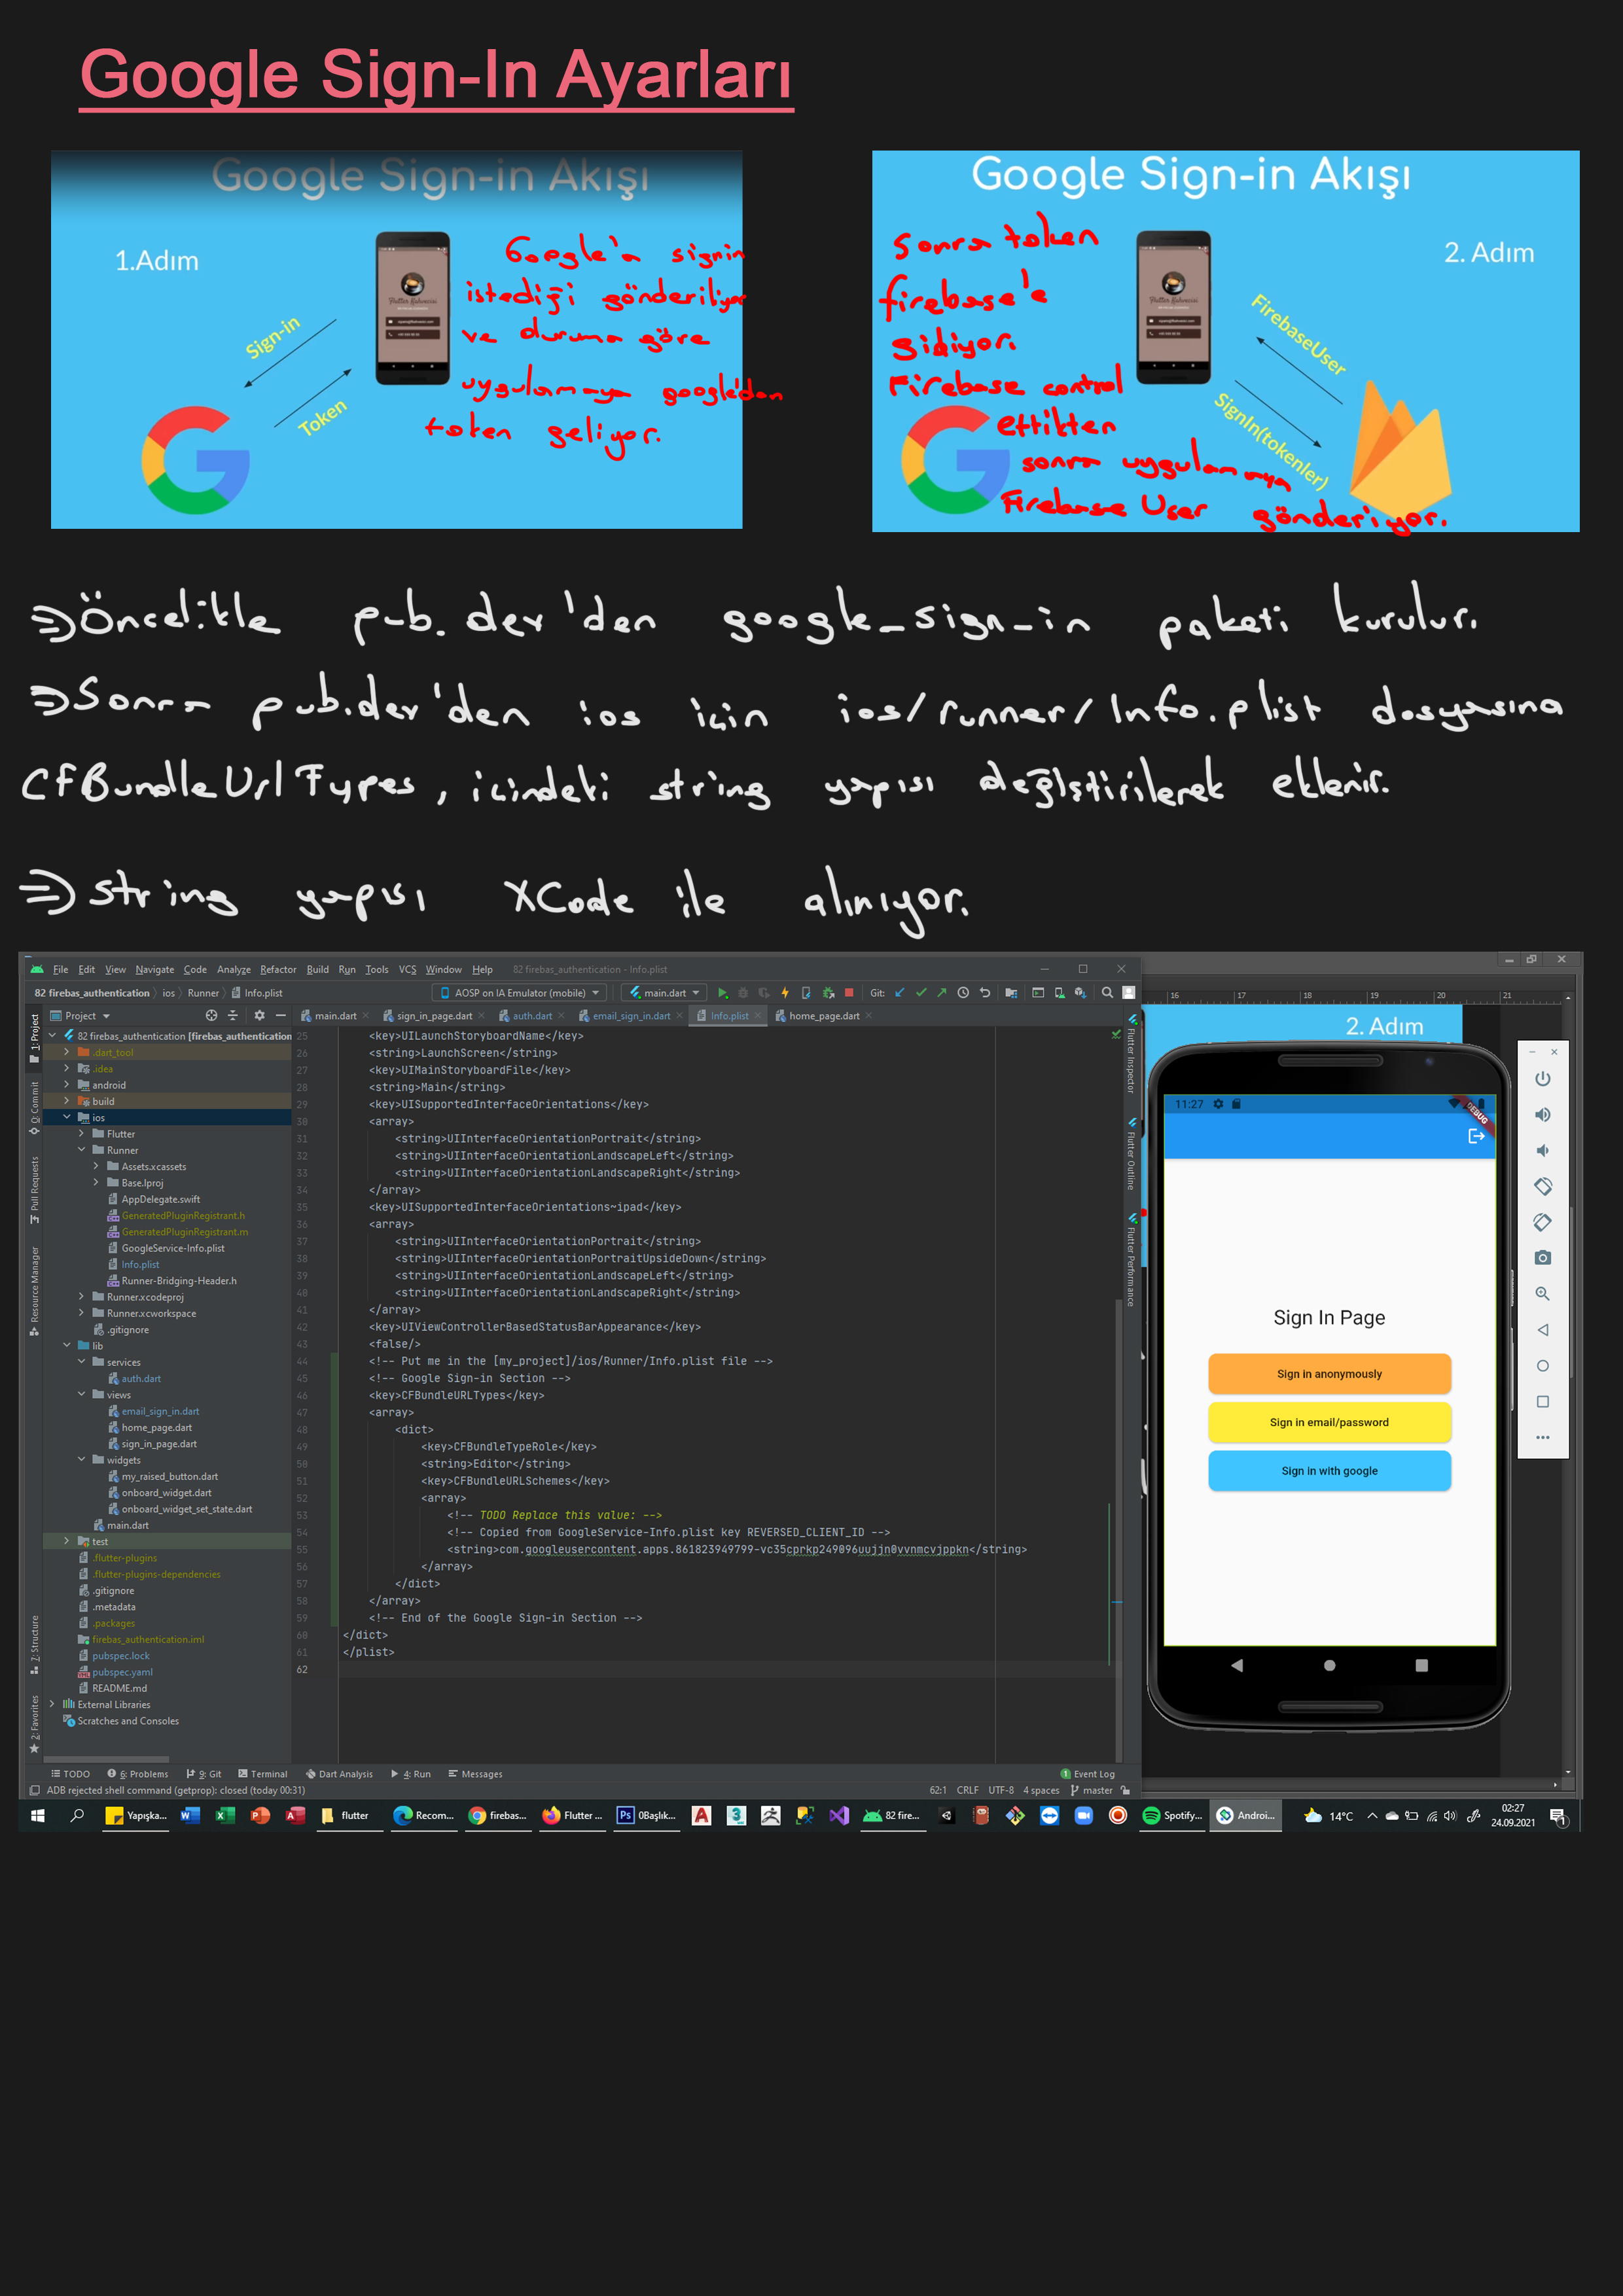 Google Sign-In Ayarları
Google Sign-in Akışı
1.Adım
Sign-in
Token
Google'a signin
isteği gönderiliyor
ve duruma göre
uygulamaya google'dan
token geliyor.
Google Sign-in Akışı
2. Adım
FirebaseUser
SignIn(tokenler)
Sonra token
firebase'e
gidiyor.
Firebase control
ettikten
sonra uygulamaya
Firebase User gönderiyor.
⇒ Öncelikle pub.dev'den google_sign_in paketi kurulur.
⇒ Sonra pub.dev'den ios için ios/runner/Info.plist dosyasına
CFBundleUrlTypes, içindeki string yapısı değiştirilerek eklenir.
⇒ string yapısı XCode ile alınıyor.
File Edit View Navigate Code Analyze Refactor Build Run Tools VCS Window Help 82 firebas_authentication - Info.plist
82 firebas_authentication ios Runner Info.plist AOSP on IA Emulator (mobile) main.dart Git:
Project
main.dart sign_in_page.dart auth.dart email_sign_in.dart Info.plist home_page.dart
1: Project
0: Commit
Pull Requests
Resource Manager
7: Structure
2: Favorites
82 firebas_authentication [firebas_authentication
.dart_tool
.idea
android
build
ios
Flutter
Runner
Assets.xcassets
Base.lproj
AppDelegate.swift
GeneratedPluginRegistrant.h
GeneratedPluginRegistrant.m
GoogleService-Info.plist
Info.plist
Runner-Bridging-Header.h
Runner.xcodeproj
Runner.xcworkspace
.gitignore
lib
services
auth.dart
views
email_sign_in.dart
home_page.dart
sign_in_page.dart
widgets
my_raised_button.dart
onboard_widget.dart
onboard_widget_set_state.dart
main.dart
test
.flutter-plugins
.flutter-plugins-dependencies
.gitignore
.metadata
.packages
firebas_authentication.iml
pubspec.lock
pubspec.yaml
README.md
External Libraries
Scratches and Consoles
25 <key>UILaunchStoryboardName</key>
26 <string>LaunchScreen</string>
27 <key>UIMainStoryboardFile</key>
28 <string>Main</string>
29 <key>UISupportedInterfaceOrientations</key>
30 <array>
31 <string>UIInterfaceOrientationPortrait</string>
32 <string>UIInterfaceOrientationLandscapeLeft</string>
33 <string>UIInterfaceOrientationLandscapeRight</string>
34 </array>
35 <key>UISupportedInterfaceOrientations~ipad</key>
36 <array>
37 <string>UIInterfaceOrientationPortrait</string>
38 <string>UIInterfaceOrientationPortraitUpsideDown</string>
39 <string>UIInterfaceOrientationLandscapeLeft</string>
40 <string>UIInterfaceOrientationLandscapeRight</string>
41 </array>
42 <key>UIViewControllerBasedStatusBarAppearance</key>
43 <false/>
44 <!-- Put me in the [my_project]/ios/Runner/Info.plist file -->
45 <!-- Google Sign-in Section -->
46 <key>CFBundleURLTypes</key>
47 <array>
48 <dict>
49 <key>CFBundleTypeRole</key>
50 <string>Editor</string>
51 <key>CFBundleURLSchemes</key>
52 <array>
53 <!-- TODO Replace this value: -->
54 <!-- Copied from GoogleService-Info.plist key REVERSED_CLIENT_ID -->
55 <string>com.googleusercontent.apps.861823949799-vc35cprkp249096uujjn0vvnmcvjppkn</string>
56 </array>
57 </dict>
58 </array>
59 <!-- End of the Google Sign-in Section -->
60 </dict>
61 </plist>
62
Flutter Inspector
Flutter Outline
Flutter Performance
16 17 18 19 20 21
2. Adım
11:27
DEBUG
Sign In Page
Sign in anonymously
Sign in email/password
Sign in with google
TODO 6: Problems 9: Git Terminal Dart Analysis 4: Run Messages 1 Event Log
ADB rejected shell command (getprop): closed (today 00:31) 62:1 CRLF UTF-8 4 spaces master
Yapışka... flutter Recom... firebas... Flutter ... 0Başlık... 82 fire... Spotify... Androi... 14°C 02:27
24.09.2021